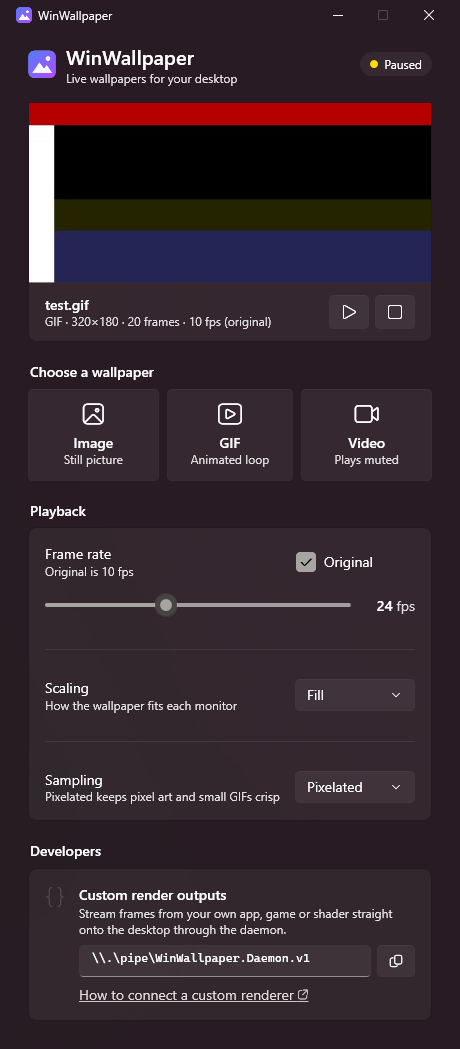 WinWallpaper
WinWallpaper
Live wallpapers for your desktop
Paused
test.gif
GIF · 320×180 · 20 frames · 10 fps (original)
Choose a wallpaper
Image
Still picture
GIF
Animated loop
Video
Plays muted
Playback
Frame rate
Original is 10 fps
Original
24 fps
Scaling
How the wallpaper fits each monitor
Fill
Sampling
Pixelated keeps pixel art and small GIFs crisp
Pixelated
Developers
Custom render outputs
Stream frames from your own app, game or shader straight
onto the desktop through the daemon.
\\.\pipe\WinWallpaper.Daemon.v1
How to connect a custom renderer